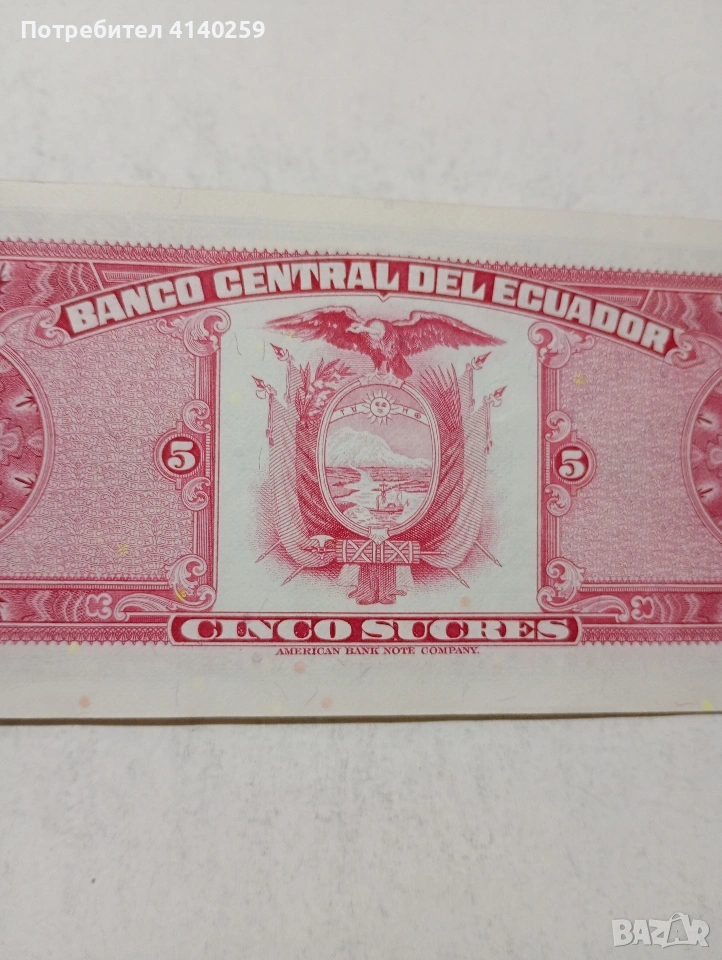 Потребител 4140259
BANCO CENTRAL DEL ECUADOR
5 5
CINCO SUCRES
AMERICAN BANK NOTE COMPANY.
BAZAR